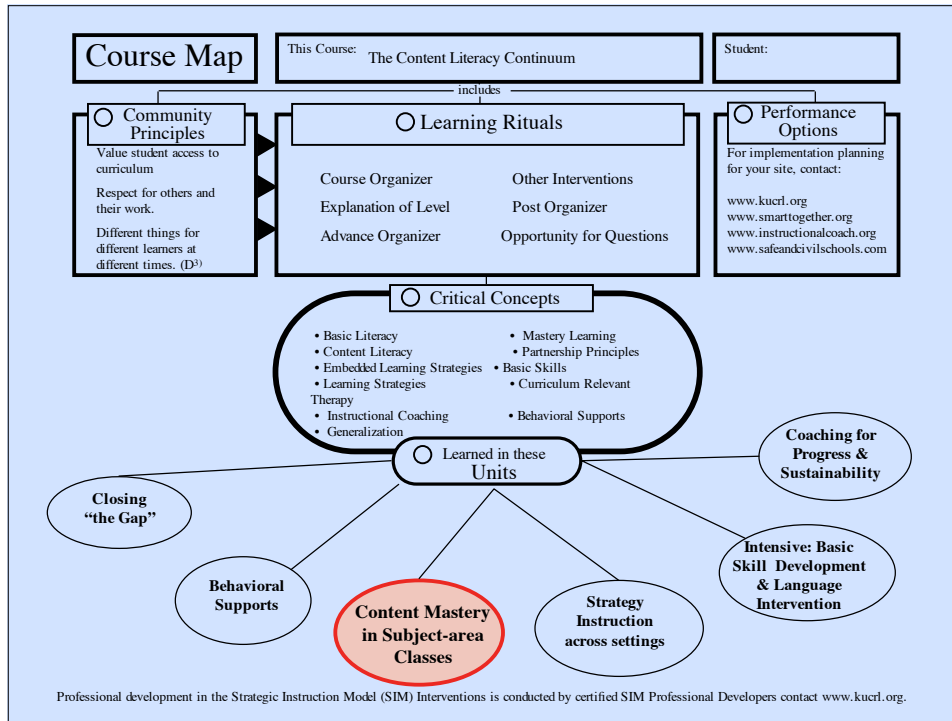 Course Map
This Course:
The Content Literacy Continuum
Student:
includes
Community
Principles
Value student access to
curriculum
Respect for others and
their work.
Different things for
different learners at
different times. (D³)
Learning Rituals
Course Organizer
Explanation of Level
Advance Organizer
Other Interventions
Post Organizer
Opportunity for Questions
Performance
Options
For implementation planning
for your site, contact:
www.kucrl.org
www.smarttogether.org
www.instructionalcoach.org
www.safeandcivilschools.com
Critical Concepts
• Basic Literacy
• Content Literacy
• Embedded Learning Strategies
• Learning Strategies
Therapy
• Instructional Coaching
• Generalization
• Mastery Learning
• Partnership Principles
• Basic Skills
• Curriculum Relevant
• Behavioral Supports
Learned in these
Units
Closing
“the Gap”
Behavioral
Supports
Content Mastery
in Subject-area
Classes
Strategy
Instruction
across settings
Intensive: Basic
Skill Development
& Language
Intervention
Coaching for
Progress &
Sustainability
Professional development in the Strategic Instruction Model (SIM) Interventions is conducted by certified SIM Professional Developers contact www.kucrl.org.